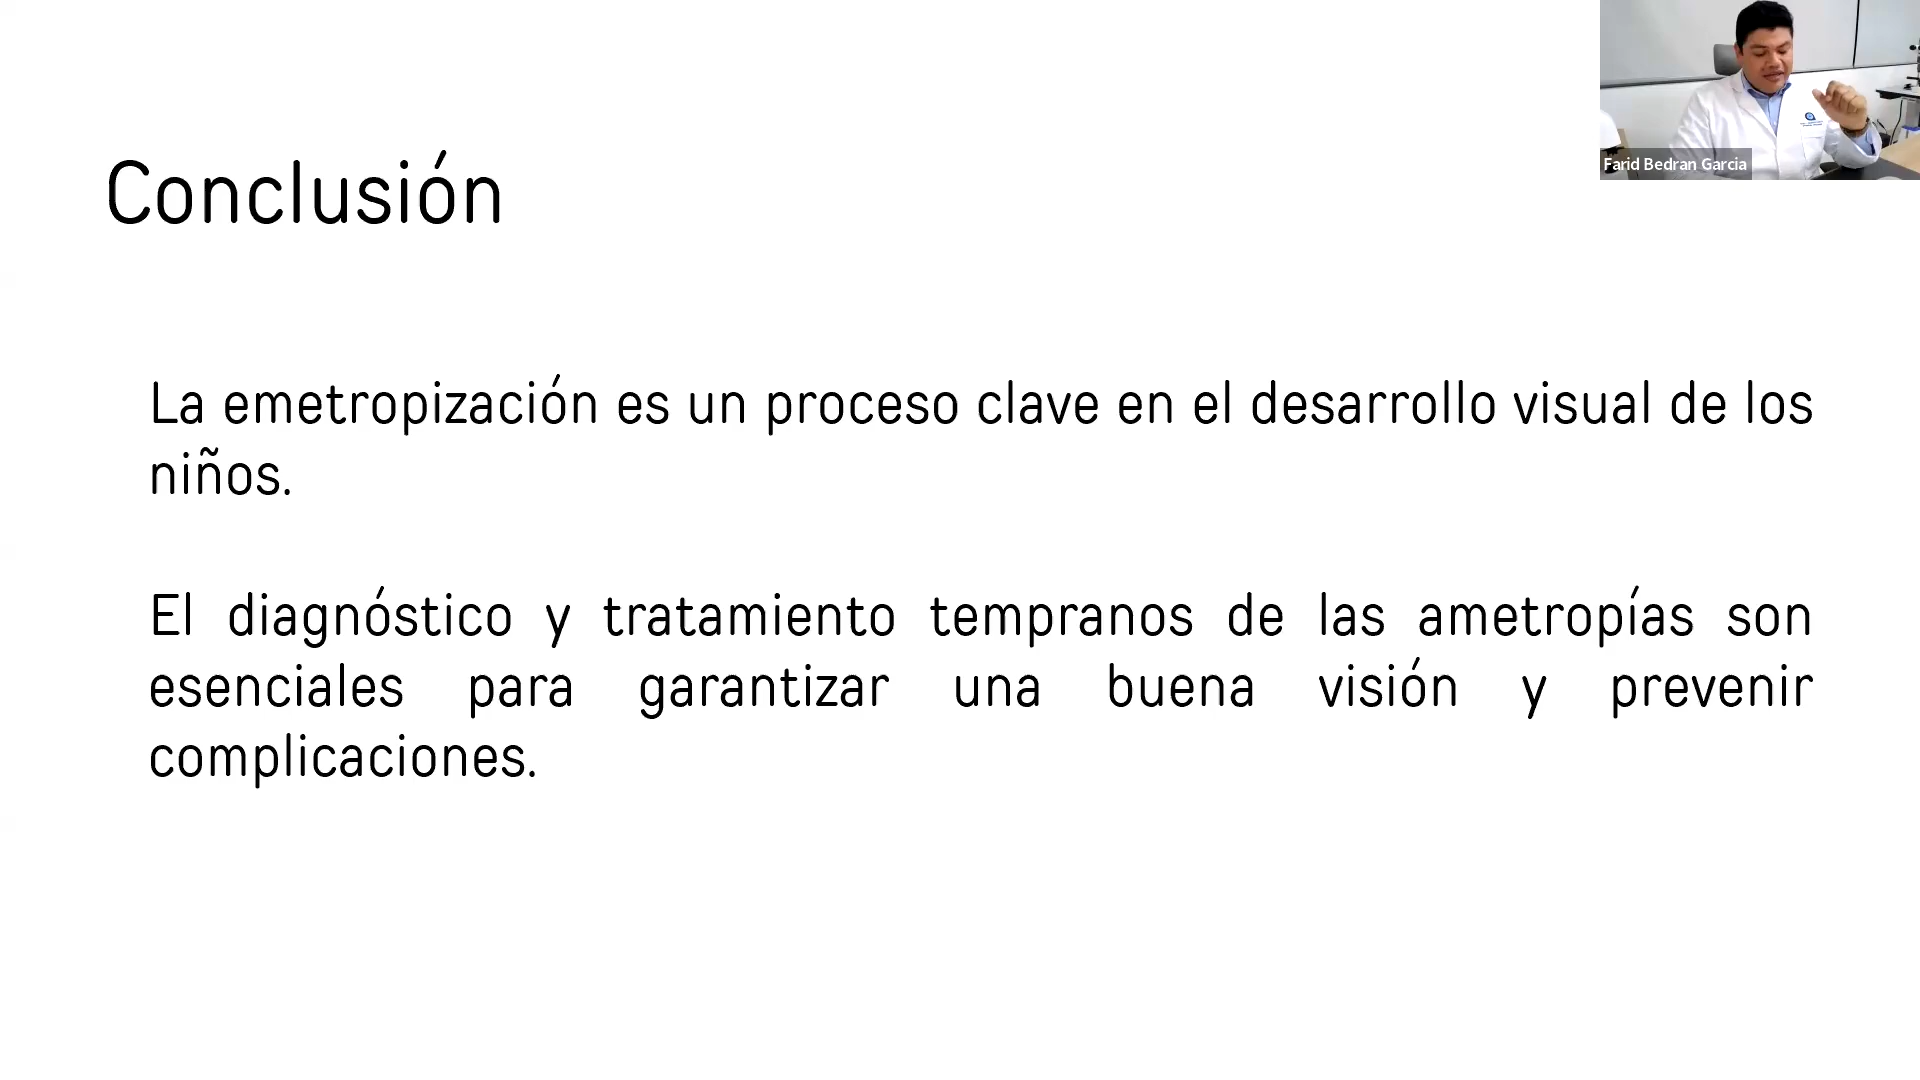 Farid Bedran Garcia
Conclusión
La emetropización es un proceso clave en el desarrollo visual de los
niños.
El diagnóstico y tratamiento tempranos de las ametropías son
esenciales para garantizar una buena visión y prevenir
complicaciones.